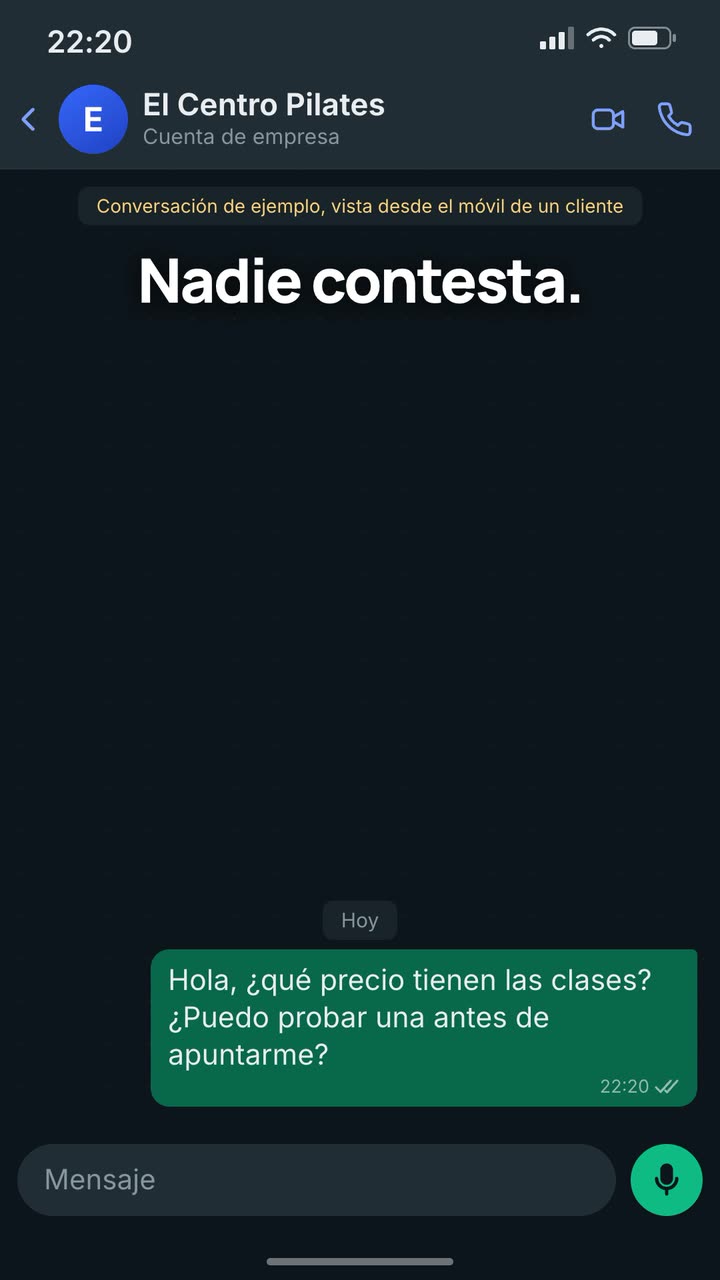 22:20
E
El Centro Pilates
Cuenta de empresa
Conversación de ejemplo, vista desde el móvil de un cliente
Nadie contesta.
Hoy
Hola, ¿qué precio tienen las clases?
¿Puedo probar una antes de
apuntarme?
22:20
Mensaje